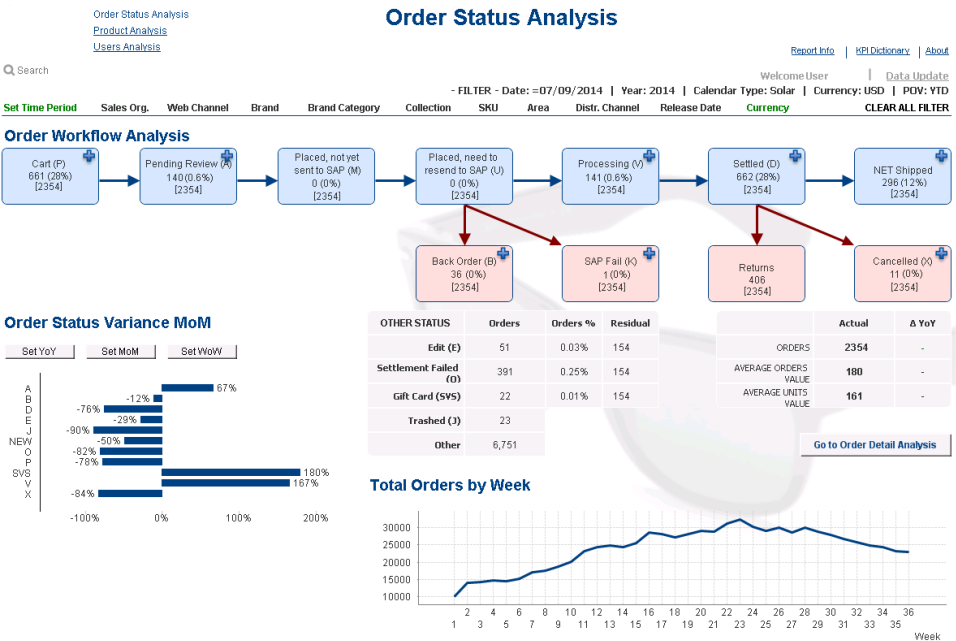 Order Status Analysis
Product Analysis
Users Analysis
Order Status Analysis
Report Info | KPI Dictionary | About
Search
Welcome User | Data Update
- FILTER - Date: =07/09/2014 | Year: 2014 | Calendar Type: Solar | Currency: USD | POV: YTD
Set Time Period Sales Org. Web Channel Brand Brand Category Collection SKU Area Distr. Channel Release Date Currency CLEAR ALL FILTER
Order Workflow Analysis
Cart (P)
661 (28%)
[2354]
Pending Review (A)
140(0.6%)
[2354]
Placed, not yet
sent to SAP (M)
0 (0%)
[2354]
Placed, need to
resend to SAP (U)
0 (0%)
[2354]
Processing (V)
141 (0.6%)
[2354]
Settled (D)
662 (28%)
[2354]
NET Shipped
296 (12%)
[2354]
Back Order (B)
36 (0%)
[2354]
SAP Fail (K)
1(0%)
[2354]
Returns
406
[2354]
Cancelled (X)
11 (0%)
[2354]
Order Status Variance MoM
Set YoY Set MoM Set WoW
A 67%
B -12%
D -76%
E -29%
J -90%
NEW -50%
O -82%
P -78%
SVS 180%
V 167%
X -84%
-100% 0% 100% 200%
OTHER STATUS Orders Orders % Residual
Edit (E) 51 0.03% 154
Settlement Failed
(O) 391 0.25% 154
Gift Card (SVS) 22 0.01% 154
Trashed (J) 23
Other 6,751
Actual Δ YoY
ORDERS 2354 -
AVERAGE ORDERS
VALUE 180 -
AVERAGE UNITS
VALUE 161 -
Go to Order Detail Analysis
Total Orders by Week
30000
25000
20000
15000
10000
2 4 6 8 10 12 14 16 18 20 22 24 26 28 30 32 34 36
1 3 5 7 9 11 13 15 17 19 21 23 25 27 29 31 33 35
Week